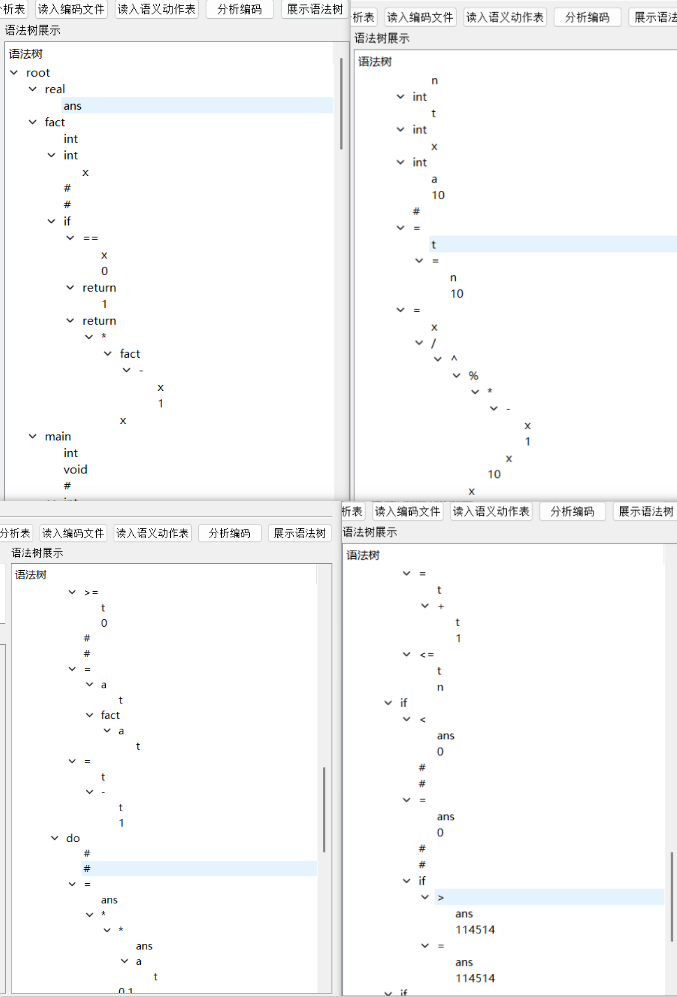 析表 读入编码文件 读入语义动作表 分析编码 展示语法树
语法树展示
语法树
root
real
ans
fact
int
int
x
#
#
if
==
x
0
return
1
return
*
fact
-
x
1
x
main
int
void
#
析表 读入编码文件 读入语义动作表 分析编码 展示语法
语法树展示
语法树
n
int
t
int
x
int
a
10
#
=
t
=
n
10
=
x
/
^
%
*
-
x
1
x
10
x
分析表 读入编码文件 读入语义动作表 分析编码 展示语法树
语法树展示
语法树
>=
t
0
#
#
=
a
t
fact
a
t
=
t
-
t
1
do
#
#
=
ans
*
*
ans
a
t
0.1
析表 读入编码文件 读入语义动作表 分析编码 展示语法树
语法树展示
语法树
=
t
+
t
1
<=
t
n
if
<
ans
0
#
#
=
ans
0
#
#
if
>
ans
114514
=
ans
114514
if